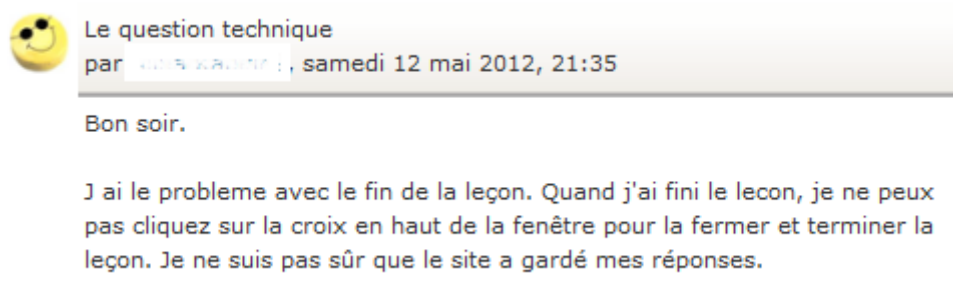 Le question technique
par , samedi 12 mai 2012, 21:35
Bon soir.
J ai le probleme avec le fin de la leçon. Quand j'ai fini le lecon, je ne peux
pas cliquez sur la croix en haut de la fenêtre pour la fermer et terminer la
leçon. Je ne suis pas sûr que le site a gardé mes réponses.